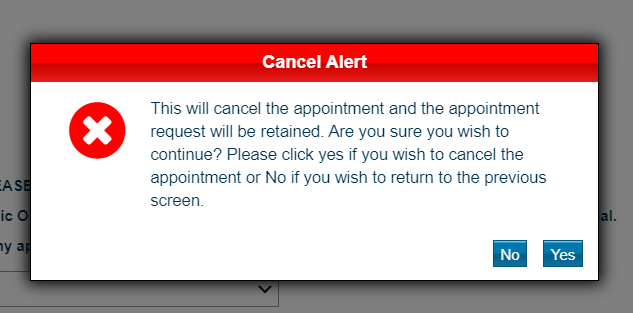 Cancel Alert
This will cancel the appointment and the appointment
request will be retained. Are you sure you wish to
continue? Please click yes if you wish to cancel the
appointment or No if you wish to return to the previous
screen.
EASE
ic O
al.
ny ap
No Yes